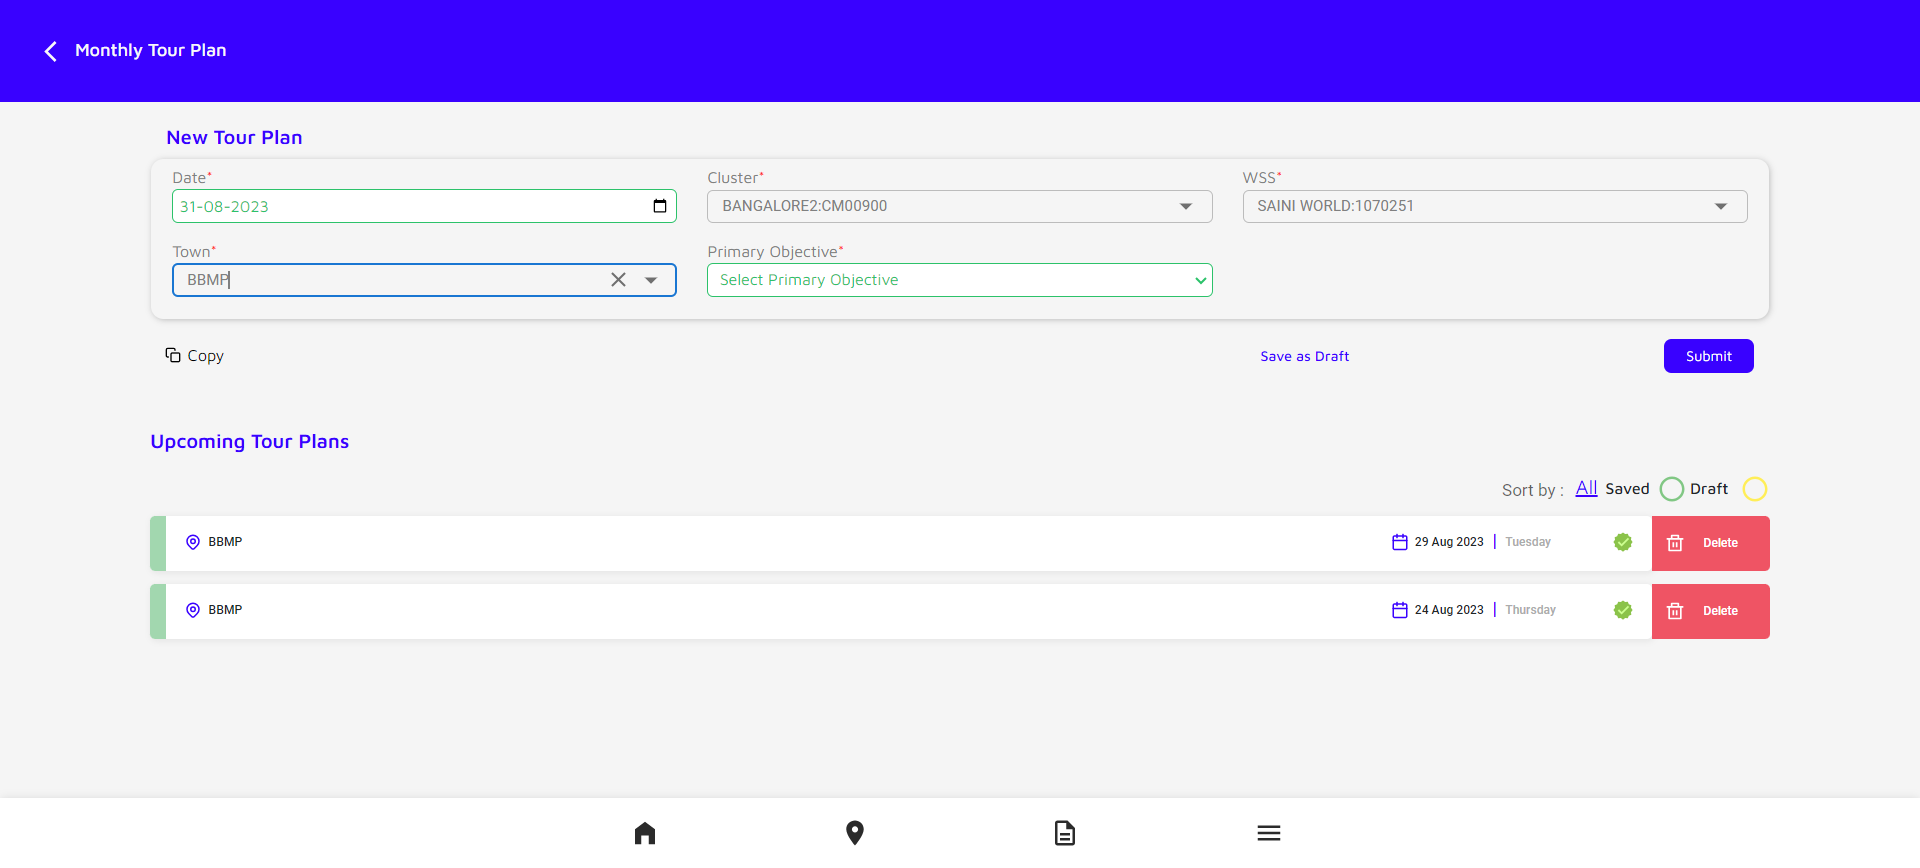 Monthly Tour Plan
New Tour Plan
Date* Cluster* WSS*
31-08-2023 BANGALORE2:CM00900 SAINI WORLD:1070251
Town* Primary Objective*
BBMP Select Primary Objective
Copy Save as Draft Submit
Upcoming Tour Plans
Sort by : All Saved Draft
BBMP 29 Aug 2023 Tuesday Delete
BBMP 24 Aug 2023 Thursday Delete